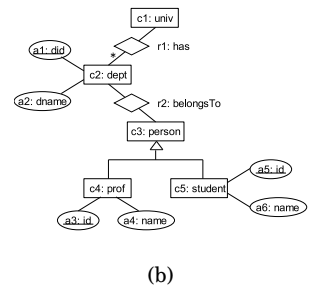 c1: univ
r1: has
*
a1: did
c2: dept
a2: dname
r2: belongsTo
c3: person
c4: prof
c5: student
a5: id
a3: id
a4: name
a6: name
(b)